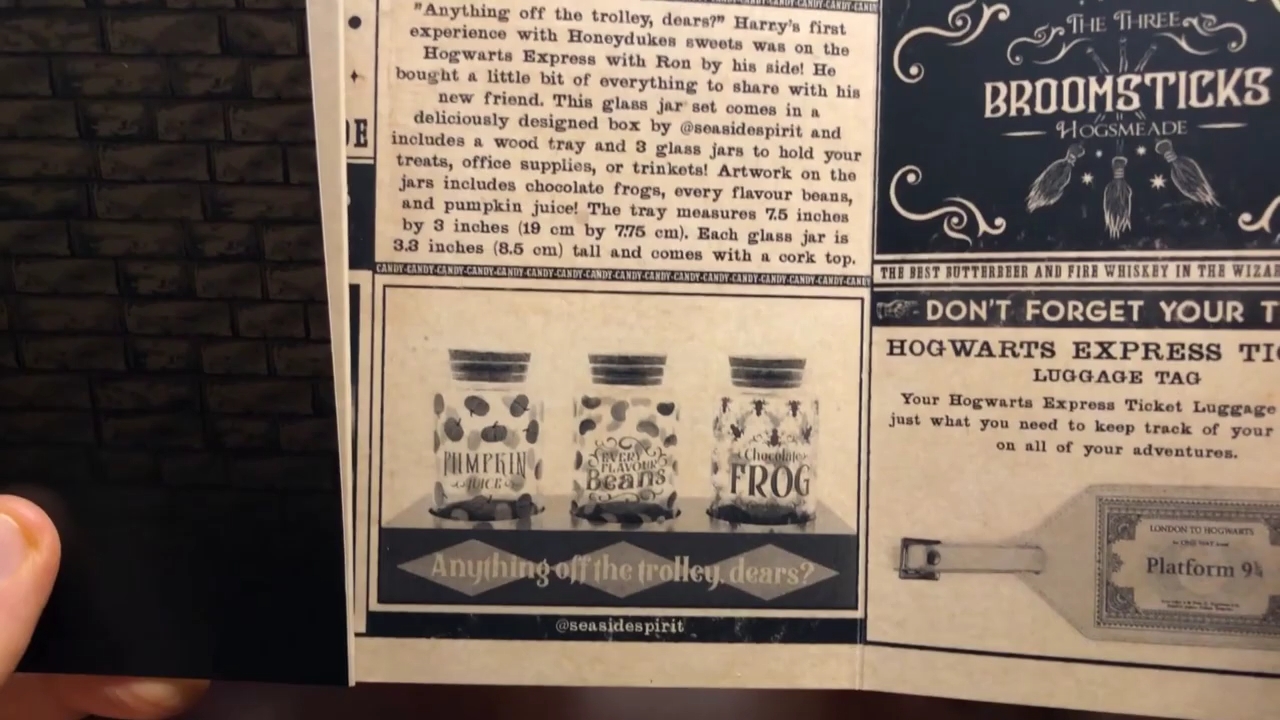 "Anything off the trolley, dears?" Harry's first
experience with Honeydukes sweets was on the
Hogwarts Express with Ron by his side! He
bought a little bit of everything to share with his
new friend. This glass jar set comes in a
deliciously designed box by @seasidespirit and
includes a wood tray and 3 glass jars to hold your
treats, office supplies, or trinkets! Artwork on the
jars includes chocolate frogs, every flavour beans,
and pumpkin juice! The tray measures 7.5 inches
by 3 inches (19 cm by 7.75 cm). Each glass jar is
3.3 inches (8.5 cm) tall and comes with a cork top.
CANDY-CANDY-CANDY-CANDY-CANDY-CANDY-CANDY-CANDY-CANDY-CANDY-CANDY-CANDY-CANDY-CANDY-CANDY-CANDY
PUMPKIN
JUICE
EVERY
FLAVOUR
Beans
Chocolate
FROG
Anything off the trolley, dears?
@seasidespirit
THE THREE
BROOMSTICKS
HOGSMEADE
THE BEST BUTTERBEER AND FIRE WHISKEY IN THE
DON'T FORGET YOUR
HOGWARTS EXPRESS
LUGGAGE TAG
Your Hogwarts Express Ticket Luggage
just what you need to keep track of your
on all of your adventures.
LONDON TO HOGWARTS
Platform 9¾